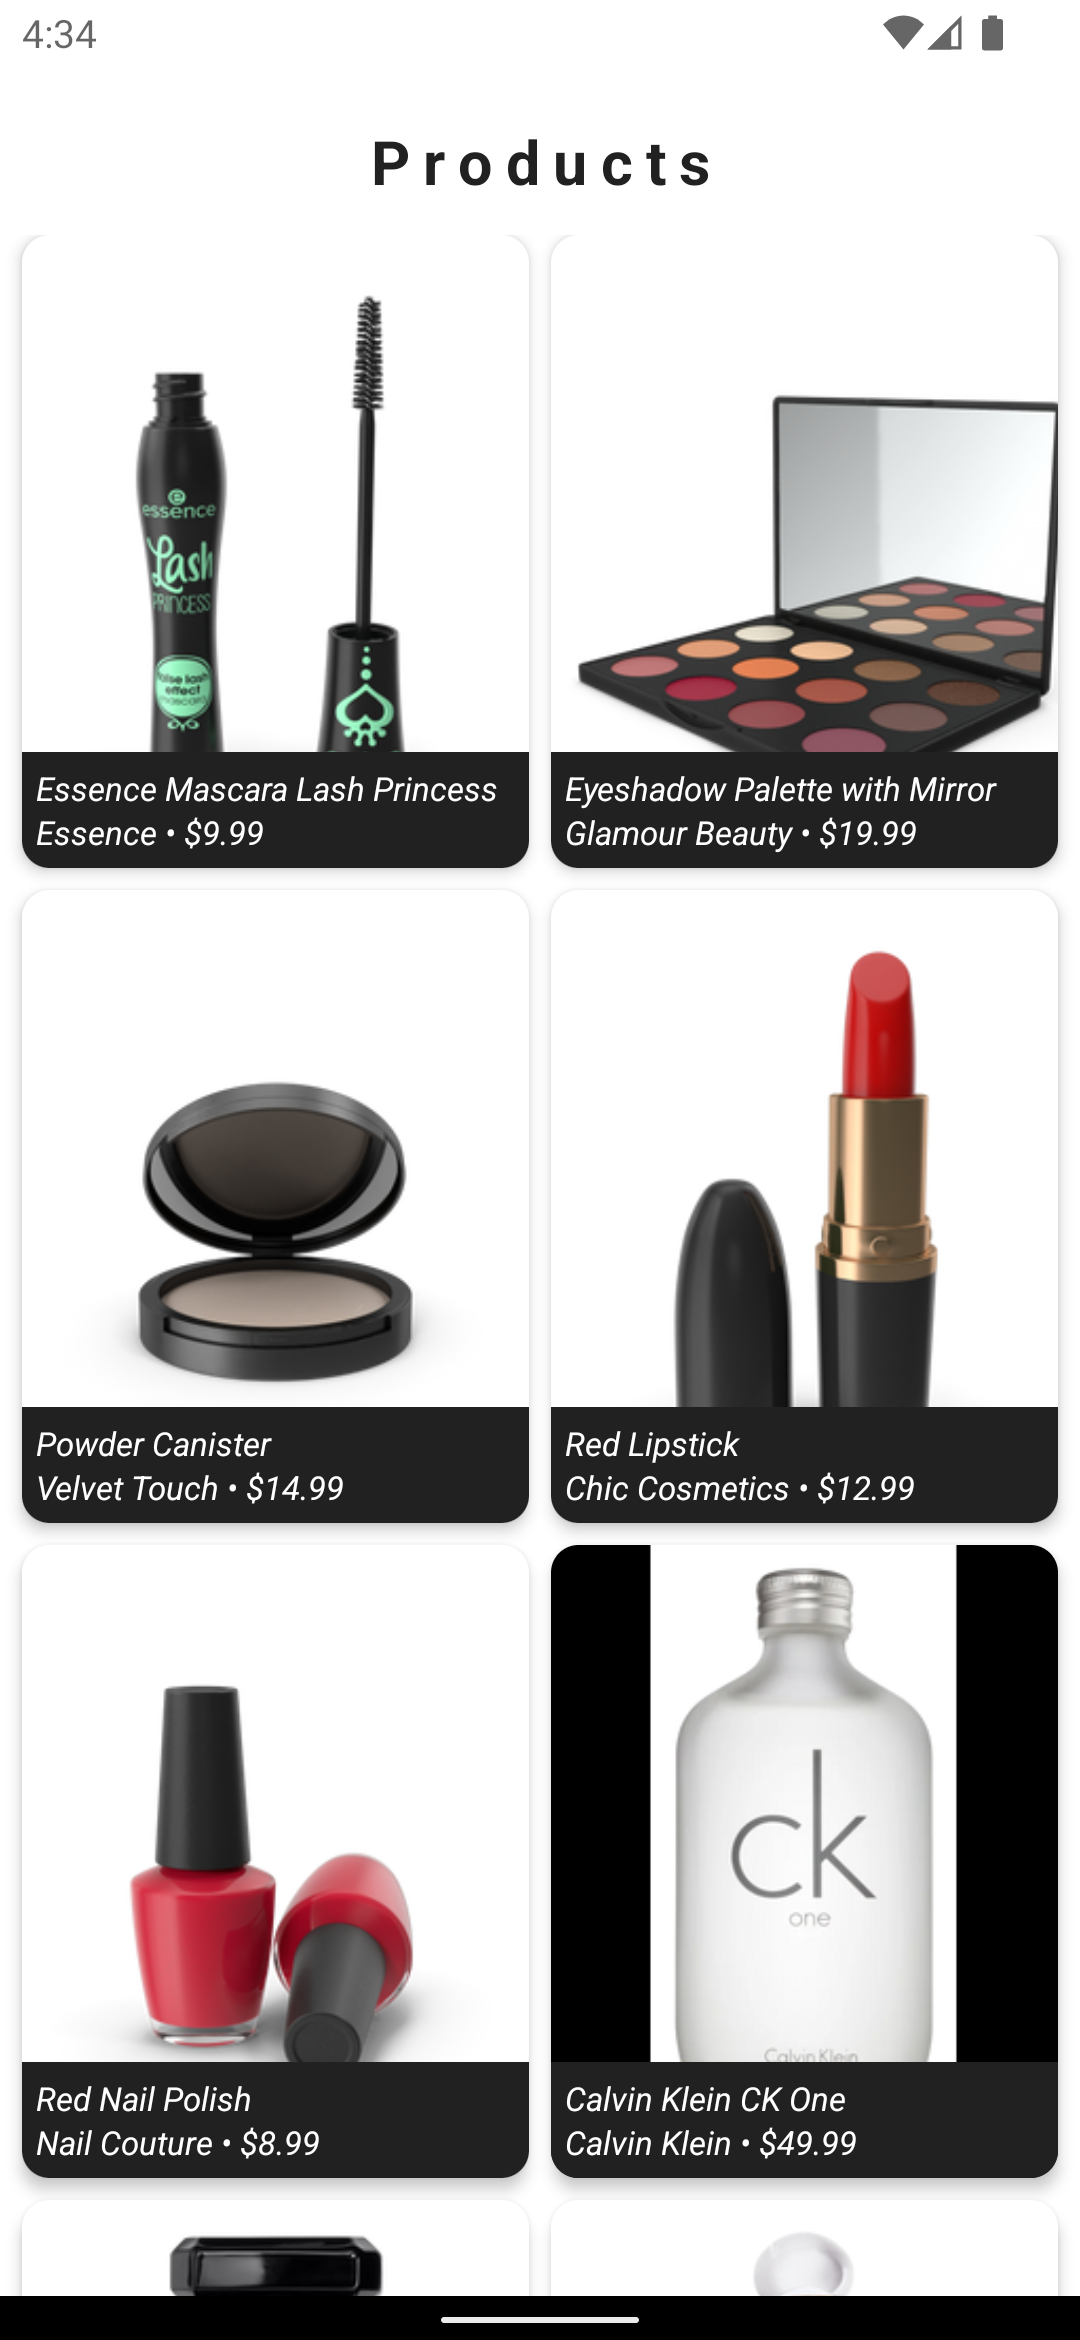 4:34
Products
essence
Lash
PRINCESS
false lash
effect
mascara
Essence Mascara Lash Princess
Essence • $9.99
Eyeshadow Palette with Mirror
Glamour Beauty • $19.99
Powder Canister
Velvet Touch • $14.99
Red Lipstick
Chic Cosmetics • $12.99
ck
one
Calvin Klein
Red Nail Polish
Nail Couture • $8.99
Calvin Klein CK One
Calvin Klein • $49.99